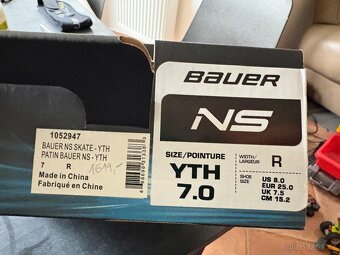 1052947
BAUER NS SKATE - YTH
PATIN BAUER NS - YTH
7 R
1619,-
Made in China
Fabriqué en Chine
BAUER
NS
SIZE/POINTURE
YTH
7.0
WIDTH/
LARGEUR
R
SHOE
SIZE
US 8.0
EUR 25.0
UK 7.5
CM 15.2